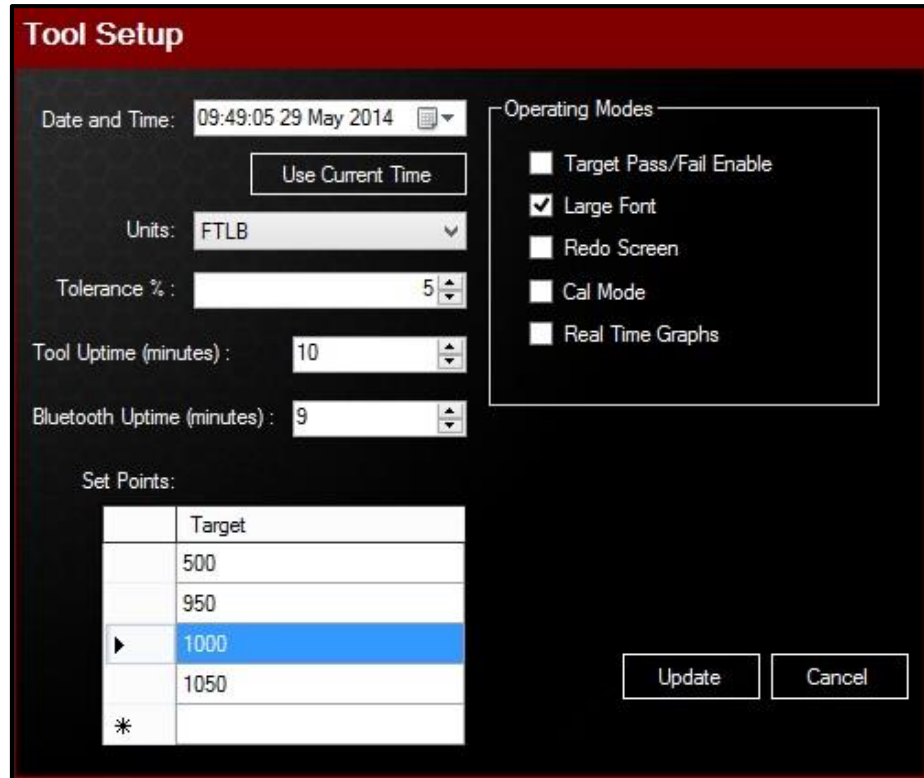 Tool Setup
Date and Time: 09:49:05 29 May 2014
Use Current Time
Units: FTLB
Tolerance % : 5
Tool Uptime (minutes) : 10
Bluetooth Uptime (minutes) : 9
Set Points:
Target
500
950
1000
1050
*
Operating Modes
Target Pass/Fail Enable
Large Font
Redo Screen
Cal Mode
Real Time Graphs
Update
Cancel